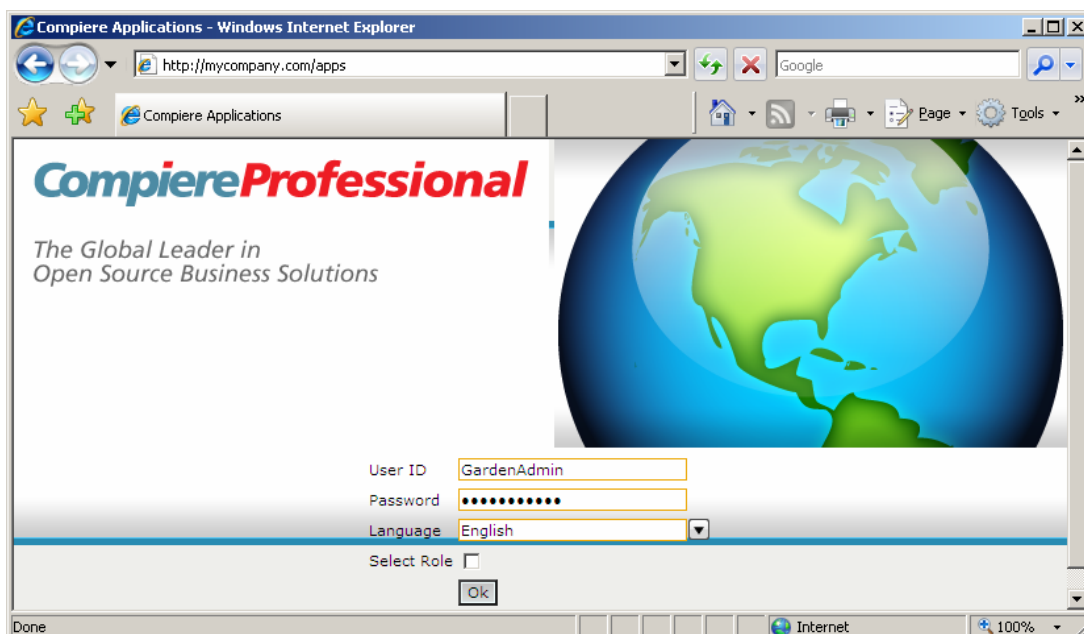 Compiere Applications - Windows Internet Explorer
http://mycompany.com/apps
Google
Compiere Applications
Page
Tools
»
CompiereProfessional
The Global Leader in
Open Source Business Solutions
User ID GardenAdmin
Password •••••••••••
Language English
Select Role
Ok
Done
Internet
100%